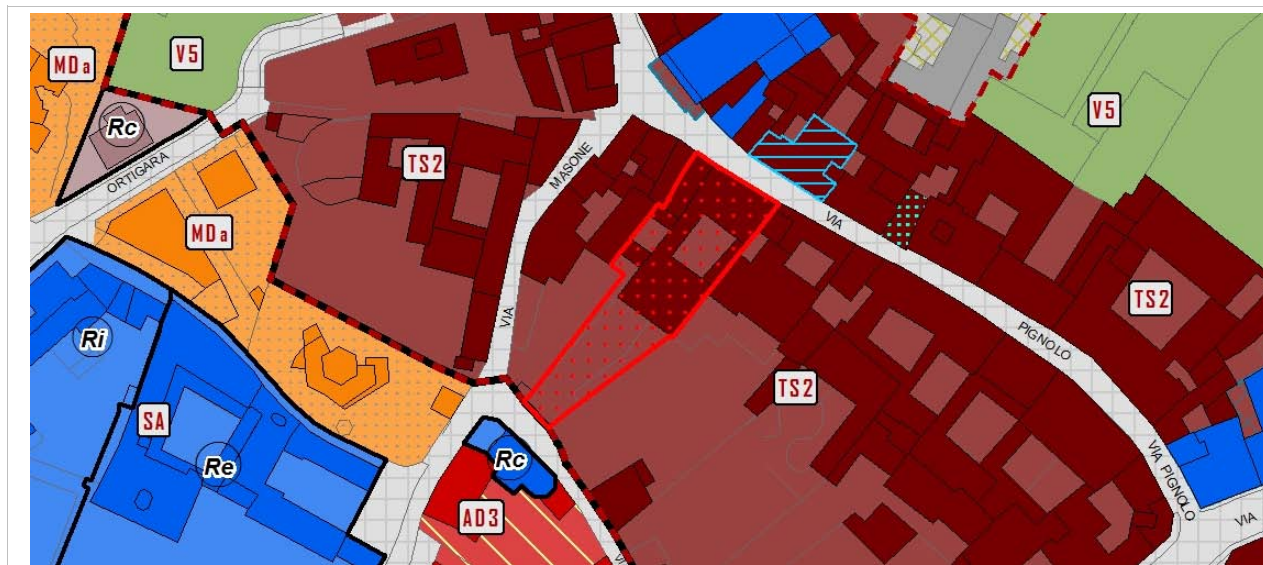 MDa
V5
Rc
ORTIGARA
TS2
MASONE
V5
MDa
VIA
VIA
TS2
PIGNOLO
Ri
SA
Re
TS2
Rc
AD3
VIA PIGNOLO
VIA